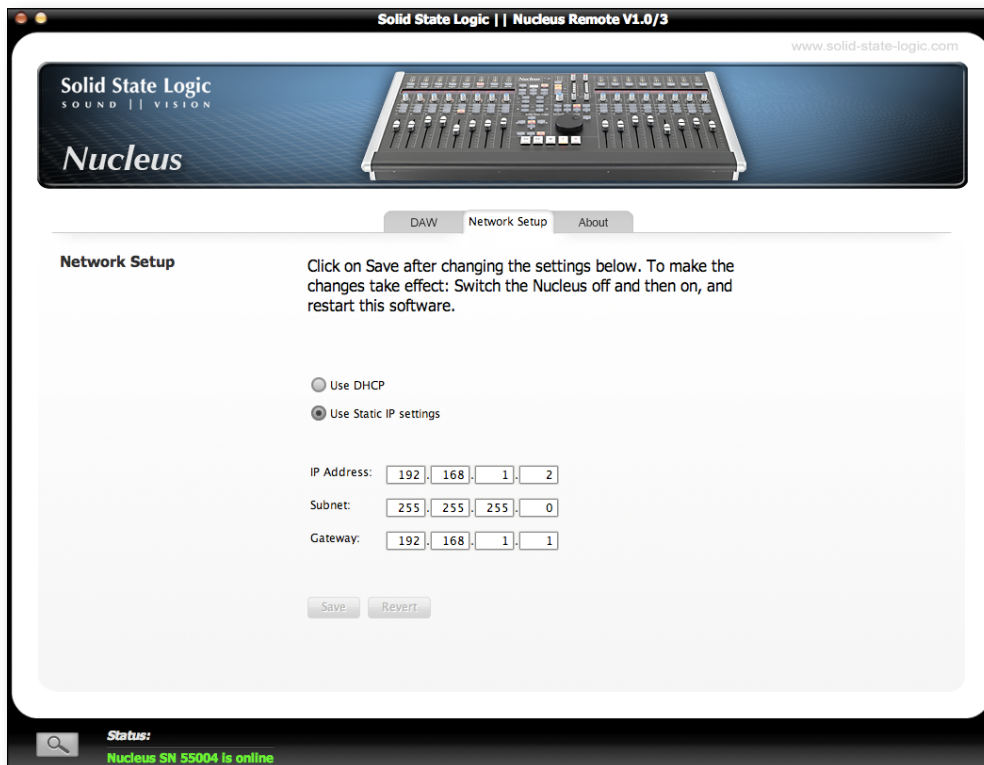 Solid State Logic || Nucleus Remote V1.0/3
www.solid-state-logic.com
Solid State Logic
SOUND || VISION
Nucleus
DAW Network Setup About
Network Setup
Click on Save after changing the settings below. To make the
changes take effect: Switch the Nucleus off and then on, and
restart this software.
Use DHCP
Use Static IP settings
IP Address: 192 . 168 . 1 . 2
Subnet: 255 . 255 . 255 . 0
Gateway: 192 . 168 . 1 . 1
Save Revert
Status:
Nucleus SN 55004 is online